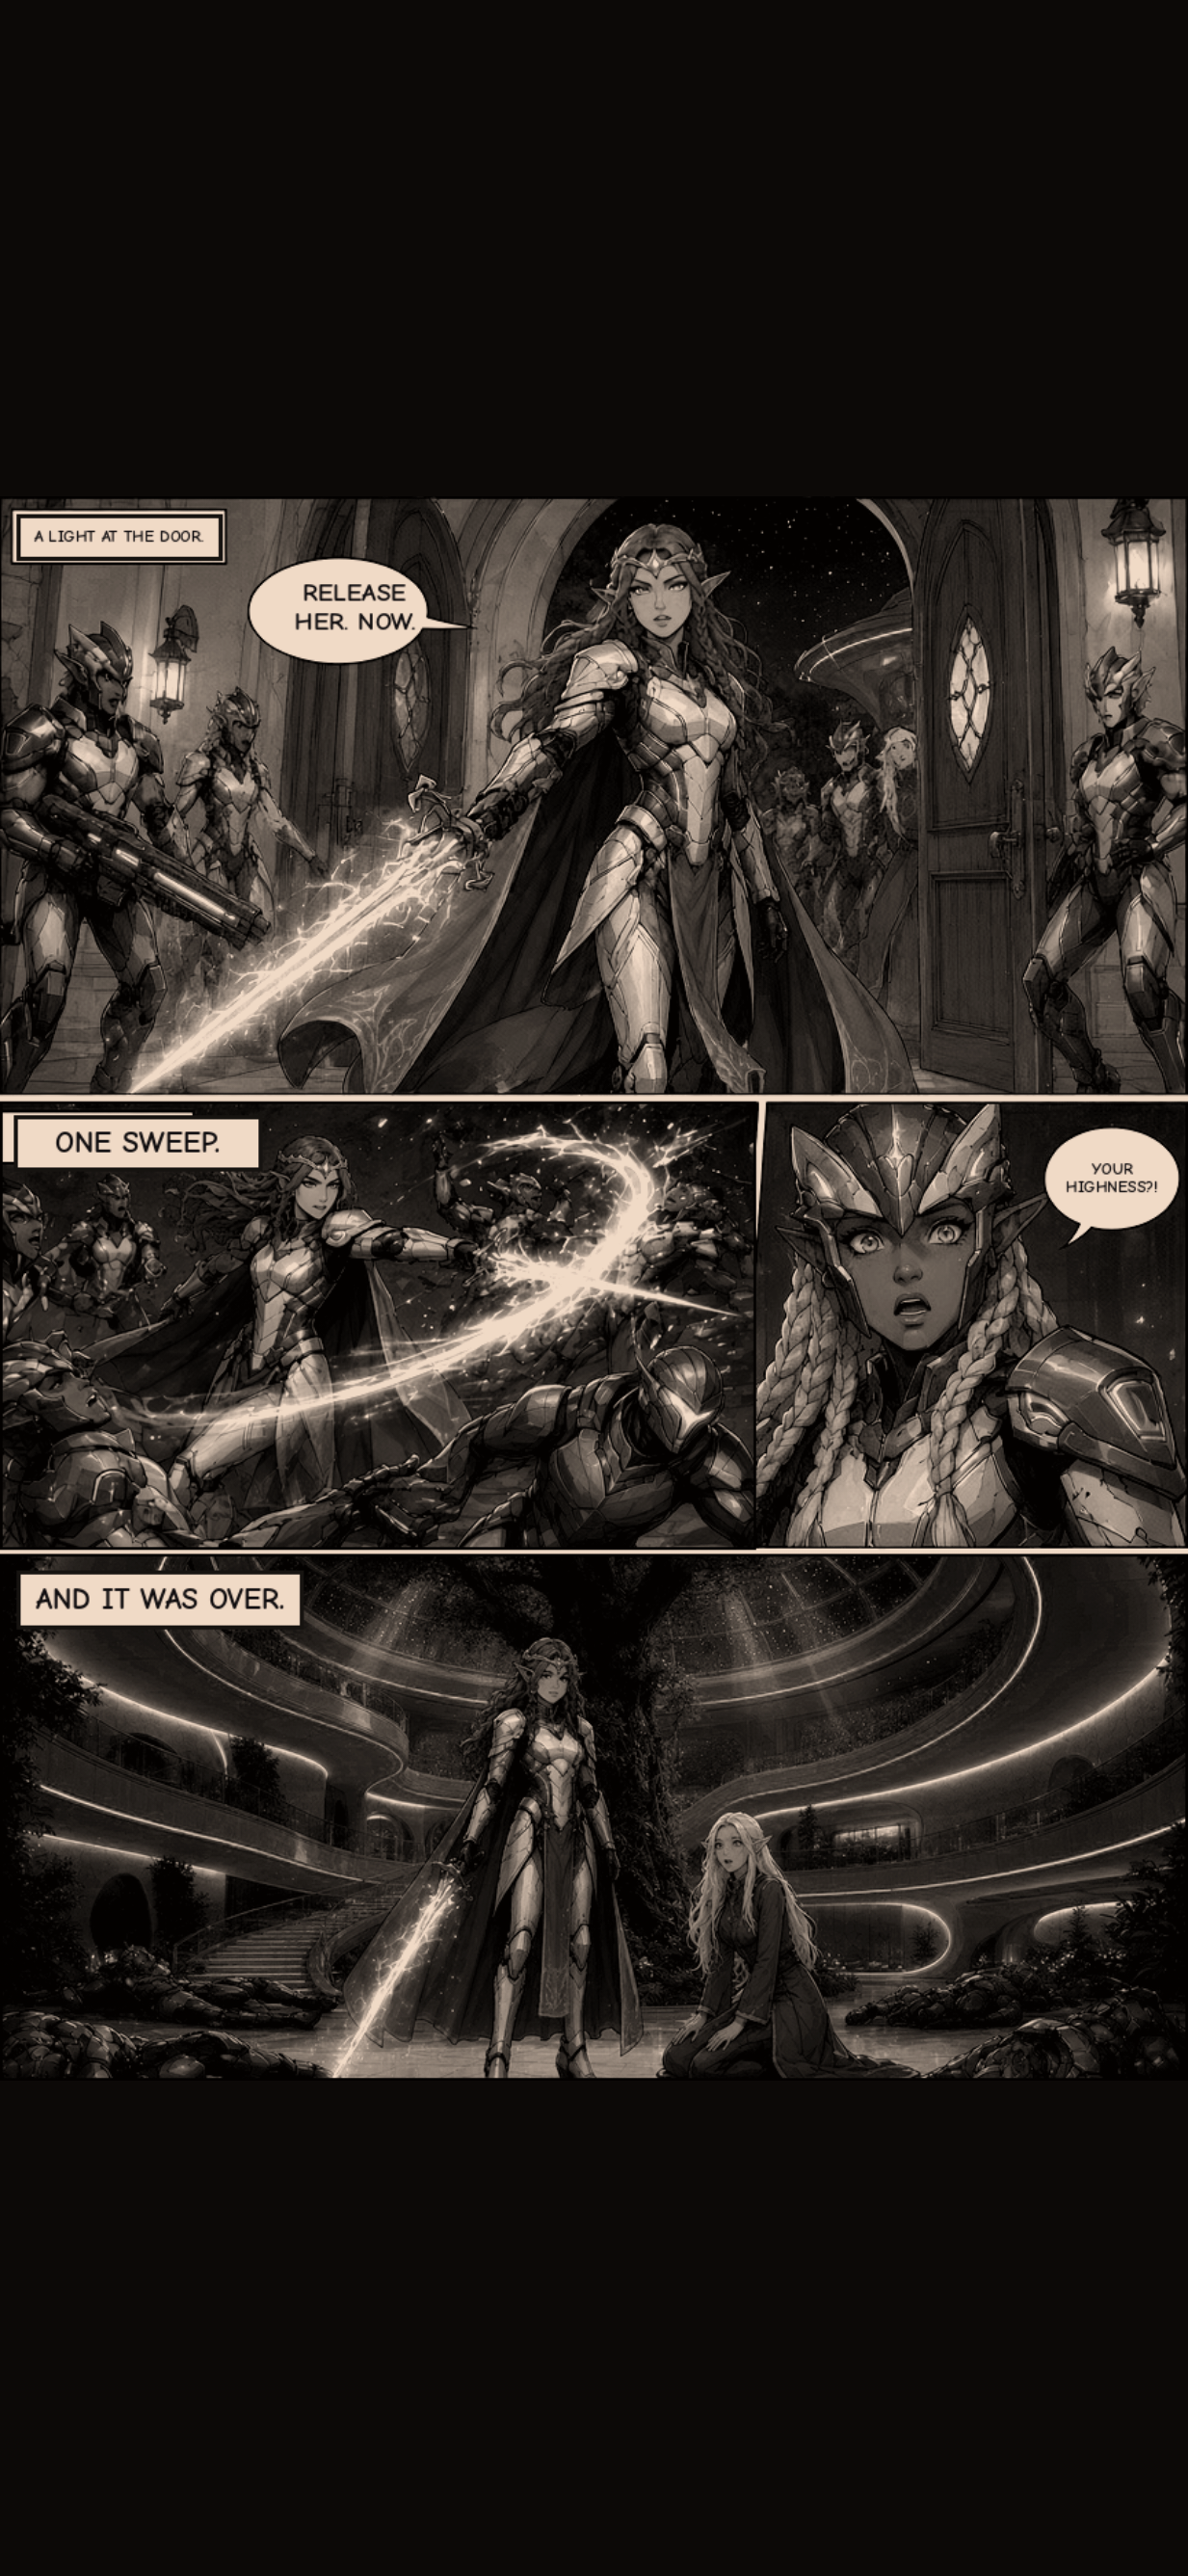 A LIGHT AT THE DOOR.
RELEASE
HER. NOW.
ONE SWEEP.
YOUR
HIGHNESS?!
AND IT WAS OVER.